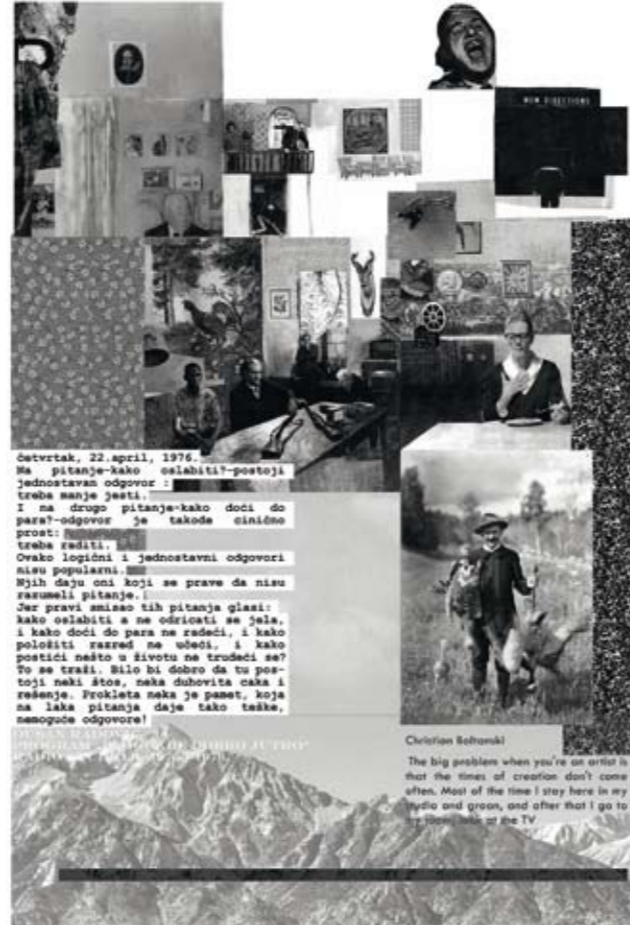 NEW DIRECTIONS
četvrtak, 22.april, 1976.
Na pitanje-kako oslabiti?-postoji
jednostavan odgovor :
treba manje jesti.
I na drugo pitanje-kako doći do
para?-odgovor je takođe cinično
prost:
treba raditi.
Ovako logični i jednostavni odgovori
nisu popularni.
Njih daju oni koji se prave da nisu
razumeli pitanje.
Jer pravi smisao tih pitanja glasi:
kako oslabiti a ne odricati se jela,
i kako doći do para ne radeći, i kako
položiti razred ne učeći, i kako
postići nešto u životu ne trudeći se?
To se traži. Bilo bi dobro da tu pos-
toji neki štos, neka duhovita caka i
rešenje. Prokleta neka je pamet, koja
na laka pitanja daje tako teške,
nemoguće odgovore!
DUŠAN RADOVIĆ
DOBRO JUTRO"
Christian Boltanski
The big problem when you're an artist is
that the times of creation don't come
often. Most of the time I stay here in my
studio and groan, and after that I go to
my room, look at the TV